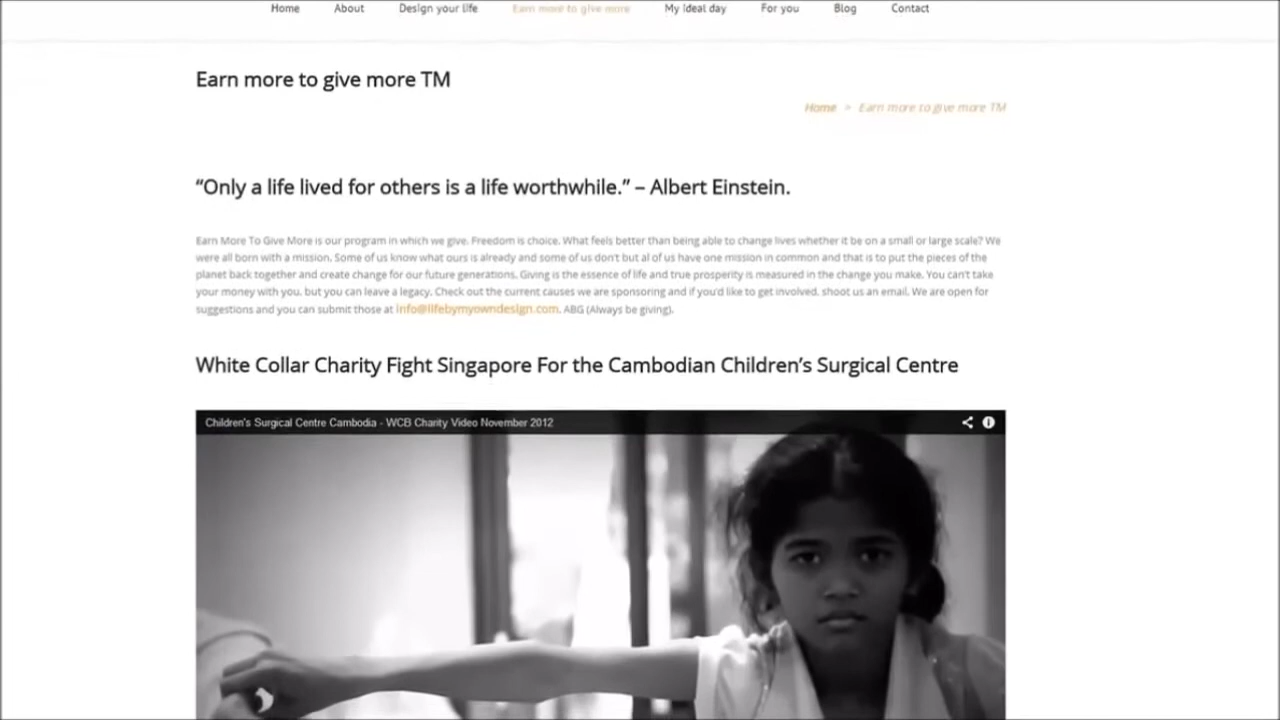 Home About Design your life Earn more to give more My ideal day For you Blog Contact
Earn more to give more TM
Home > Earn more to give more TM
“Only a life lived for others is a life worthwhile.” – Albert Einstein.
Earn More To Give More is our program in which we give. Freedom is choice. What feels better than being able to change lives whether it be on a small or large scale? We
were all born with a mission. Some of us know what ours is already and some of us don't but al of us have one mission in common and that is to put the pieces of the
planet back together and create change for our future generations. Giving is the essence of life and true prosperity is measured in the change you make. You can't take
your money with you, but you can leave a legacy. Check out the current causes we are sponsoring and if you'd like to get involved, shoot us an email. We are open for
suggestions and you can submit those at info@lifebymyowndesign.com. ABG (Always be giving).
White Collar Charity Fight Singapore For the Cambodian Children’s Surgical Centre
Children's Surgical Centre Cambodia - WCB Charity Video November 2012